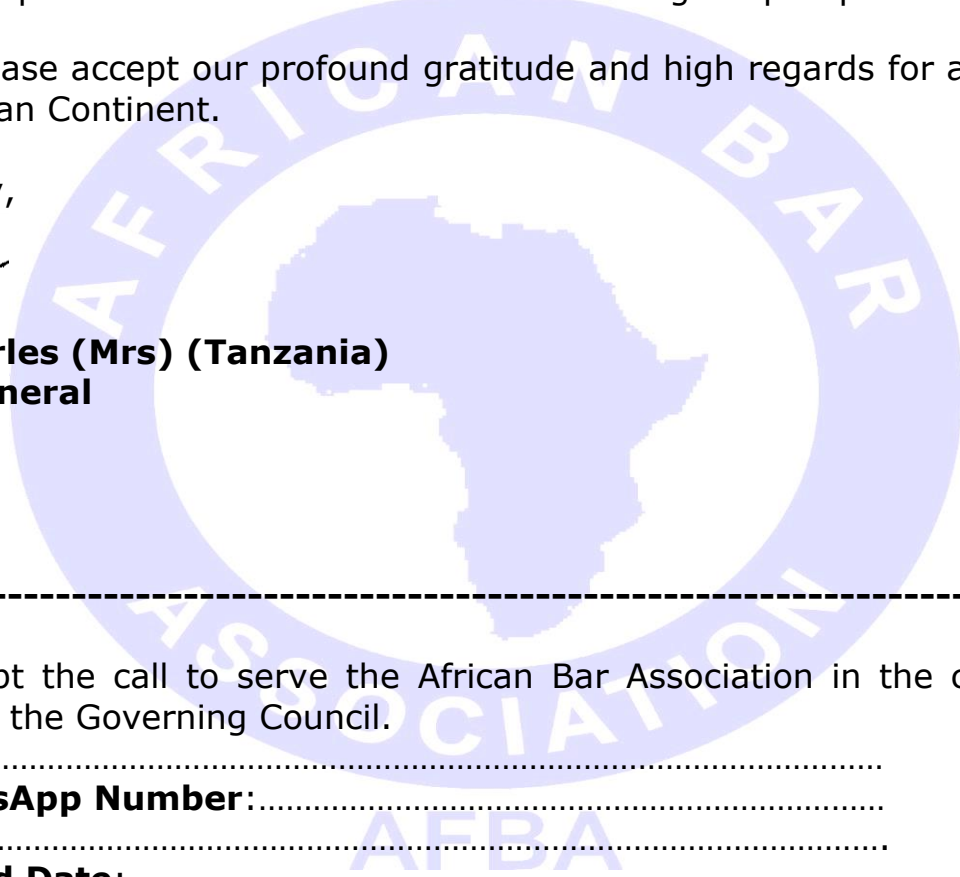 ase accept our profound gratitude and high regards for a
an Continent.
,
rles (Mrs) (Tanzania)
neral
AFRICAN BAR
ASSOCIATION
AFBA
pt the call to serve the African Bar Association in the
the Governing Council.
sApp Number:
d Date: